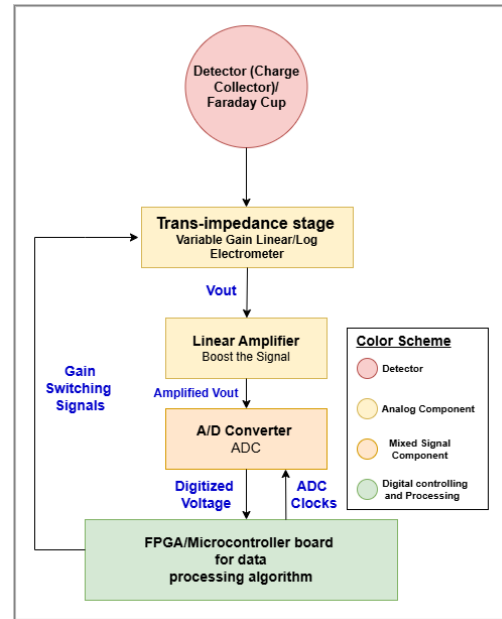 Detector (Charge
Collector)/
Faraday Cup
Trans-impedance stage
Variable Gain Linear/Log
Electrometer
Vout
Linear Amplifier
Boost the Signal
Amplified Vout
A/D Converter
ADC
Gain
Switching
Signals
Digitized
Voltage
ADC
Clocks
FPGA/Microcontroller board
for data
processing algorithm
Color Scheme
Detector
Analog Component
Mixed Signal
Component
Digital controlling
and Processing